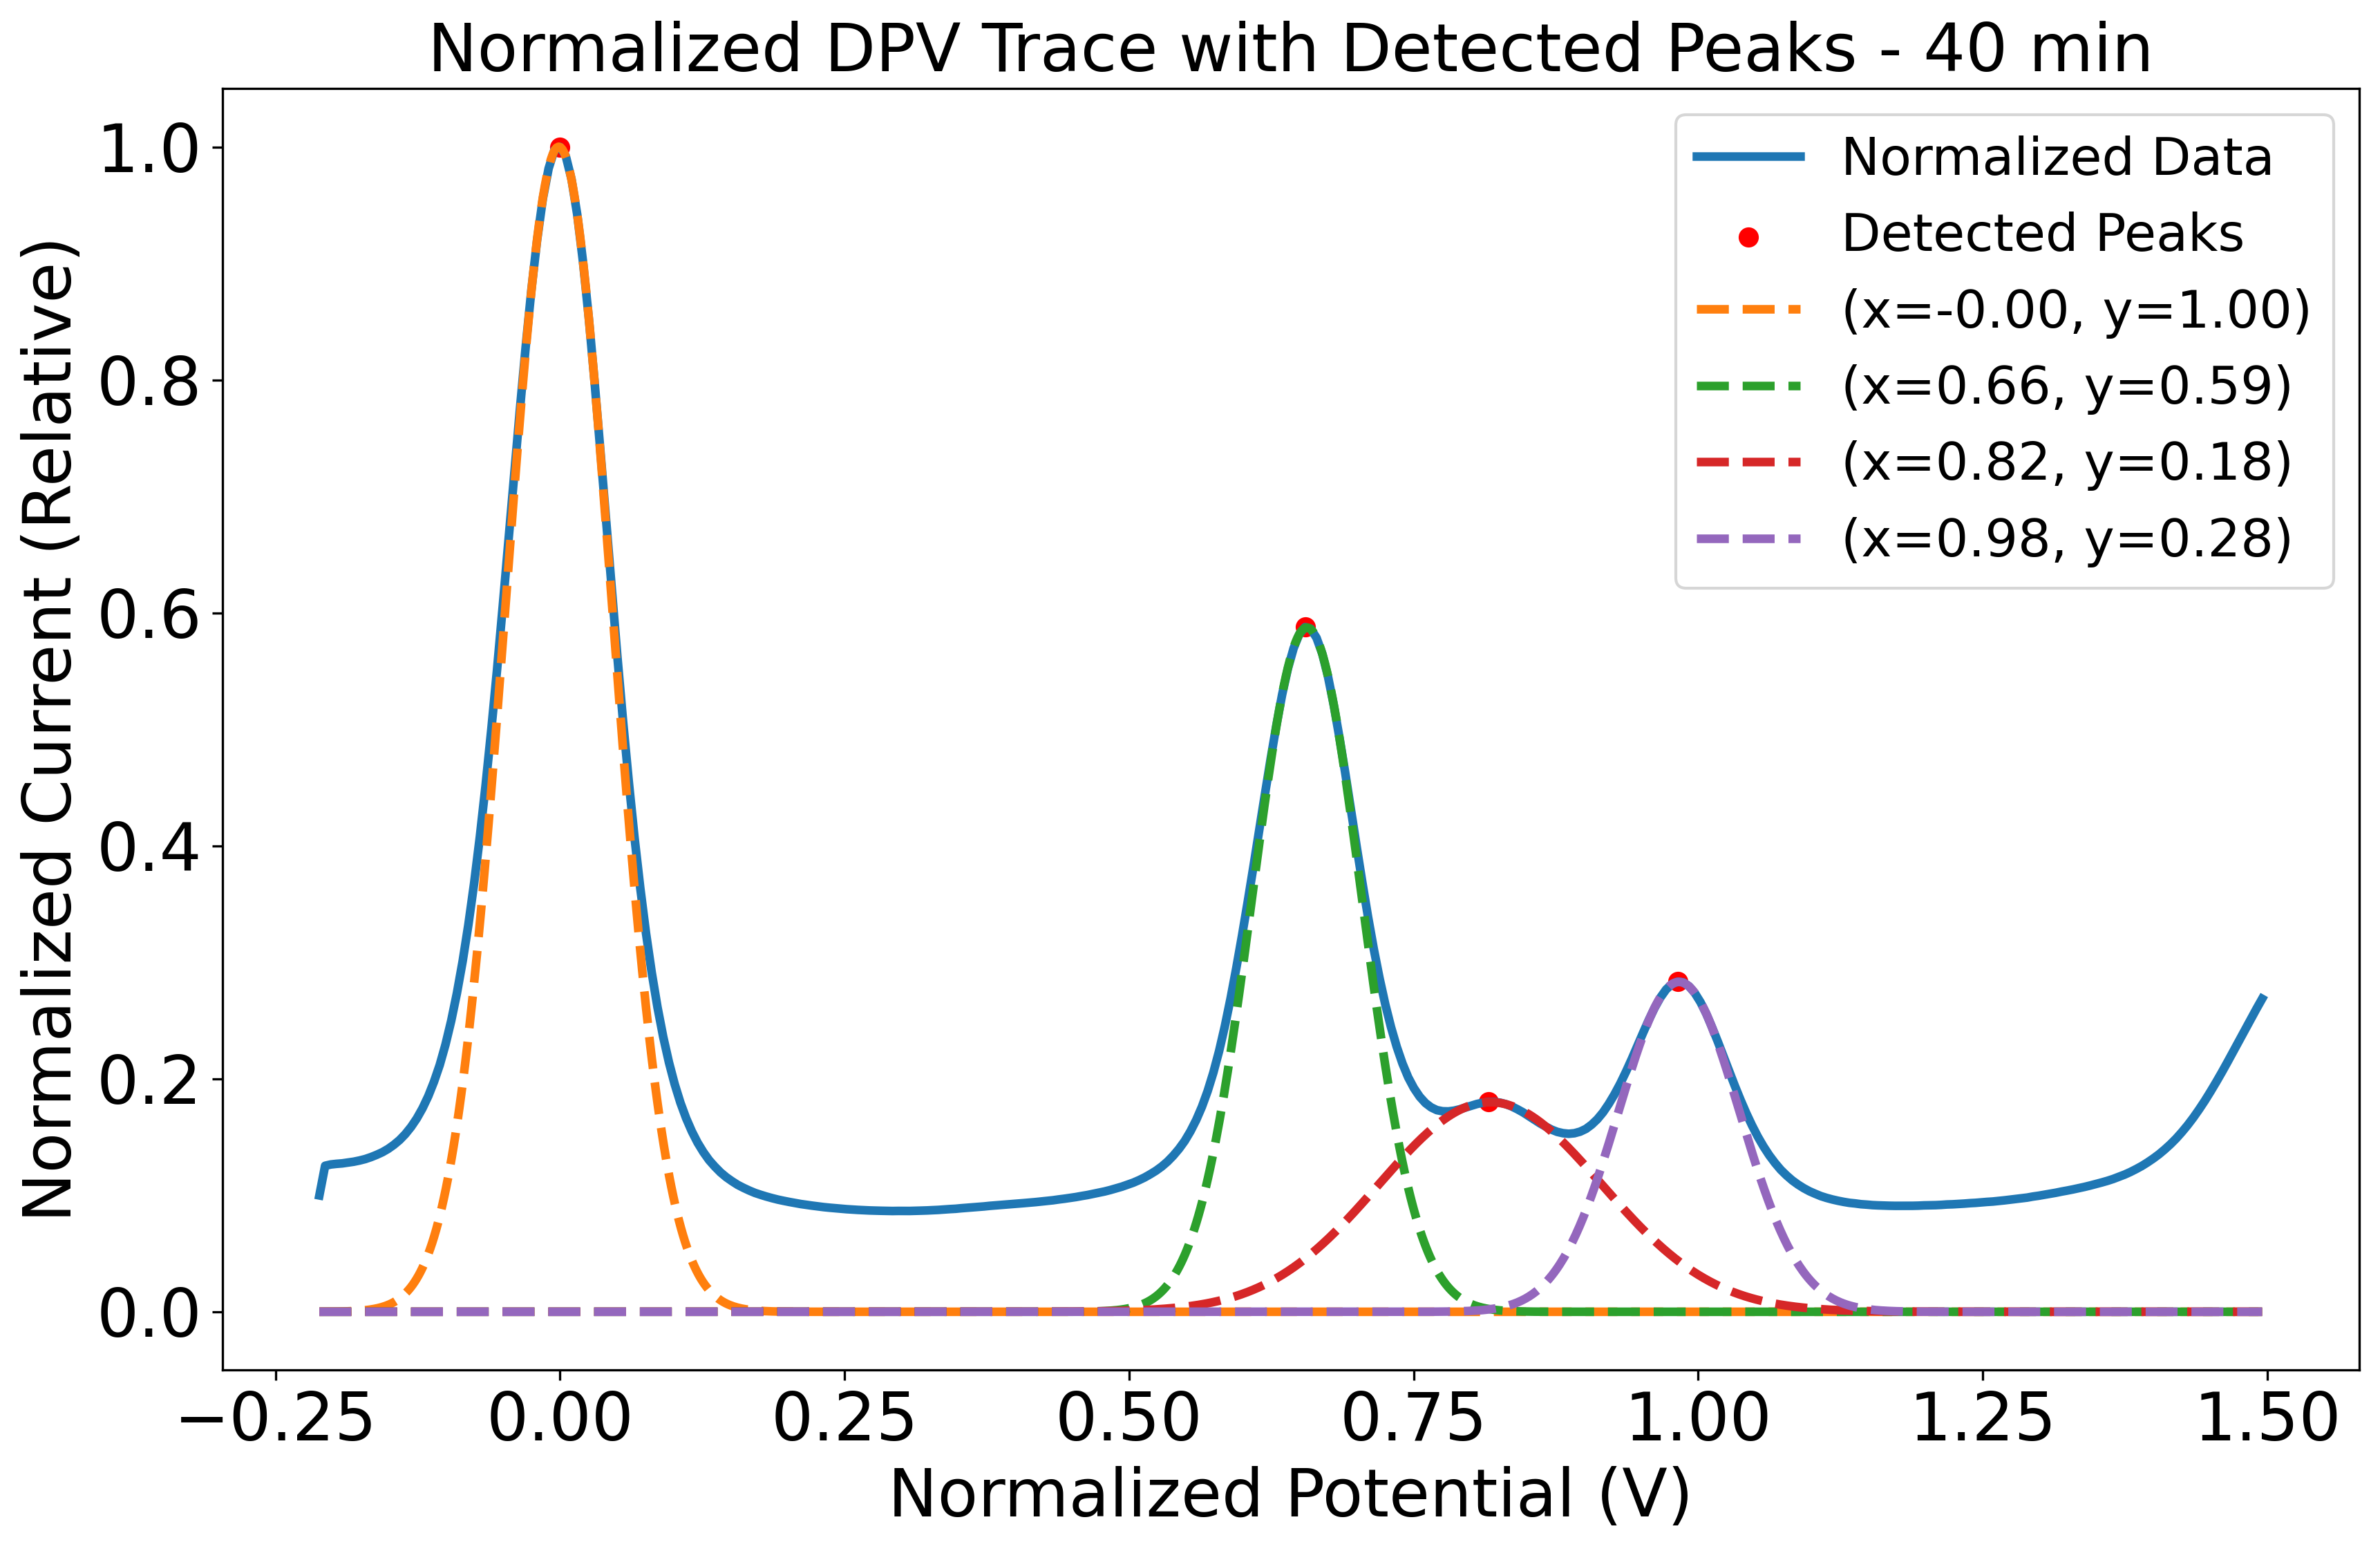 Normalized DPV Trace with Detected Peaks - 40 min
Normalized Current (Relative)
1.0
0.8
0.6
0.4
0.2
0.0
Normalized Data
Detected Peaks
(x=-0.00, y=1.00)
(x=0.66, y=0.59)
(x=0.82, y=0.18)
(x=0.98, y=0.28)
−0.25 0.00 0.25 0.50 0.75 1.00 1.25 1.50
Normalized Potential (V)